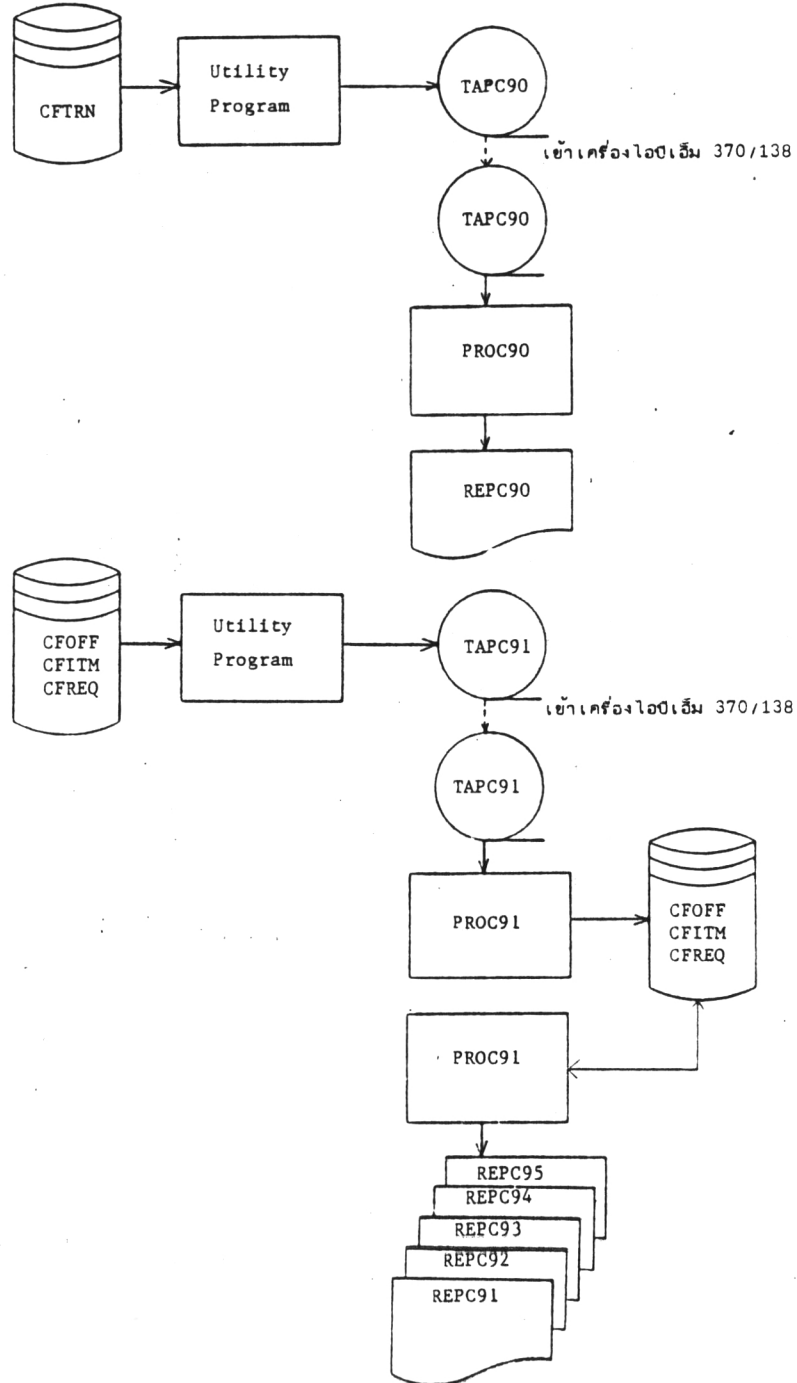 CFTRN
Utility
Program
TAPC90
เข้าเครื่องไอบีเอ็ม 370/138
TAPC90
PROC90
REPC90
CFOFF
CFITM
CFREQ
Utility
Program
TAPC91
เข้าเครื่องไอบีเอ็ม 370/138
TAPC91
PROC91
CFOFF
CFITM
CFREQ
PROC91
REPC95
REPC94
REPC93
REPC92
REPC91